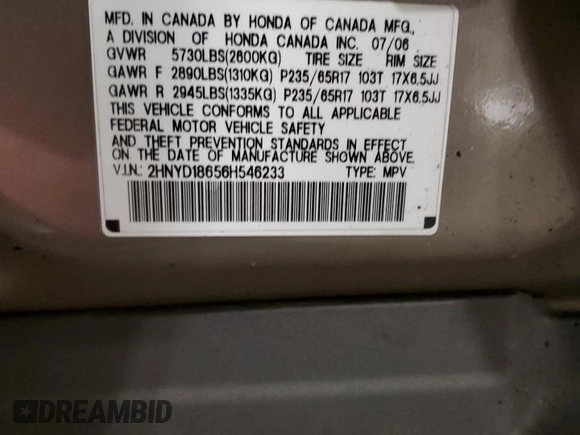 MFD. IN CANADA BY HONDA OF CANADA MFG.,
A DIVISION OF HONDA CANADA INC. 07/06
GVWR 5730LBS(2600KG) TIRE SIZE RIM SIZE
GAWR F 2890LBS(1310KG) P235/65R17 103T 17X6.5JJ
GAWR R 2945LBS(1335KG) P235/65R17 103T 17X6.5JJ
THIS VEHICLE CONFORMS TO ALL APPLICABLE
FEDERAL MOTOR VEHICLE SAFETY
AND THEFT PREVENTION STANDARDS IN EFFECT
ON THE DATE OF MANUFACTURE SHOWN ABOVE.
V.I.N.: 2HNYD18656H546233 TYPE: MPV
DREAMBID